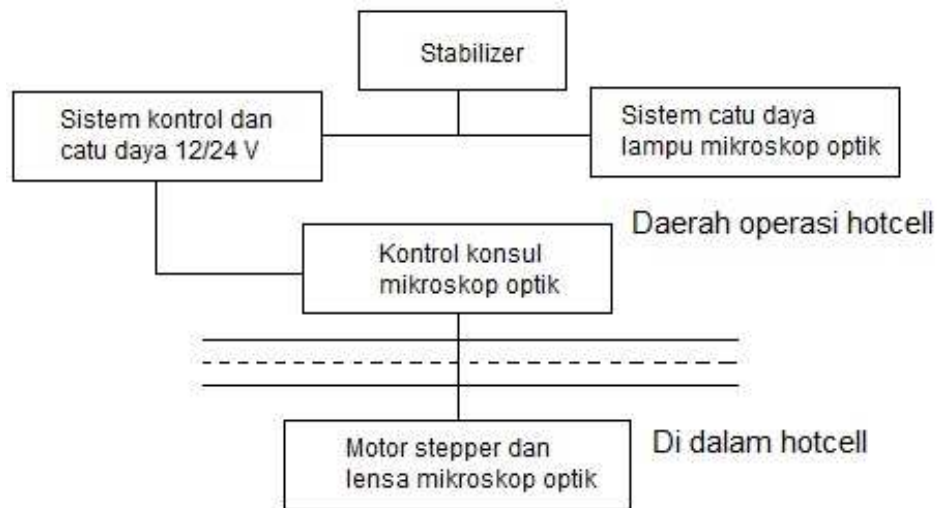 Stabilizer
Sistem kontrol dan
catu daya 12/24 V
Sistem catu daya
lampu mikroskop optik
Daerah operasi hotcell
Kontrol konsul
mikroskop optik
Motor stepper dan
lensa mikroskop optik
Di dalam hotcell